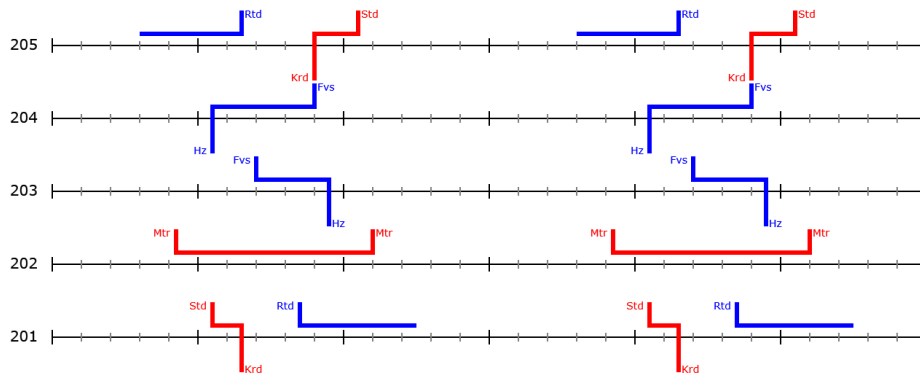 Rtd Std Rtd Std
205
Krd Krd
Fvs Fvs
204
Hz Fvs Hz Fvs
203
Hz Hz
Mtr Mtr Mtr Mtr
202
Std Rtd Std Rtd
201
Krd Krd